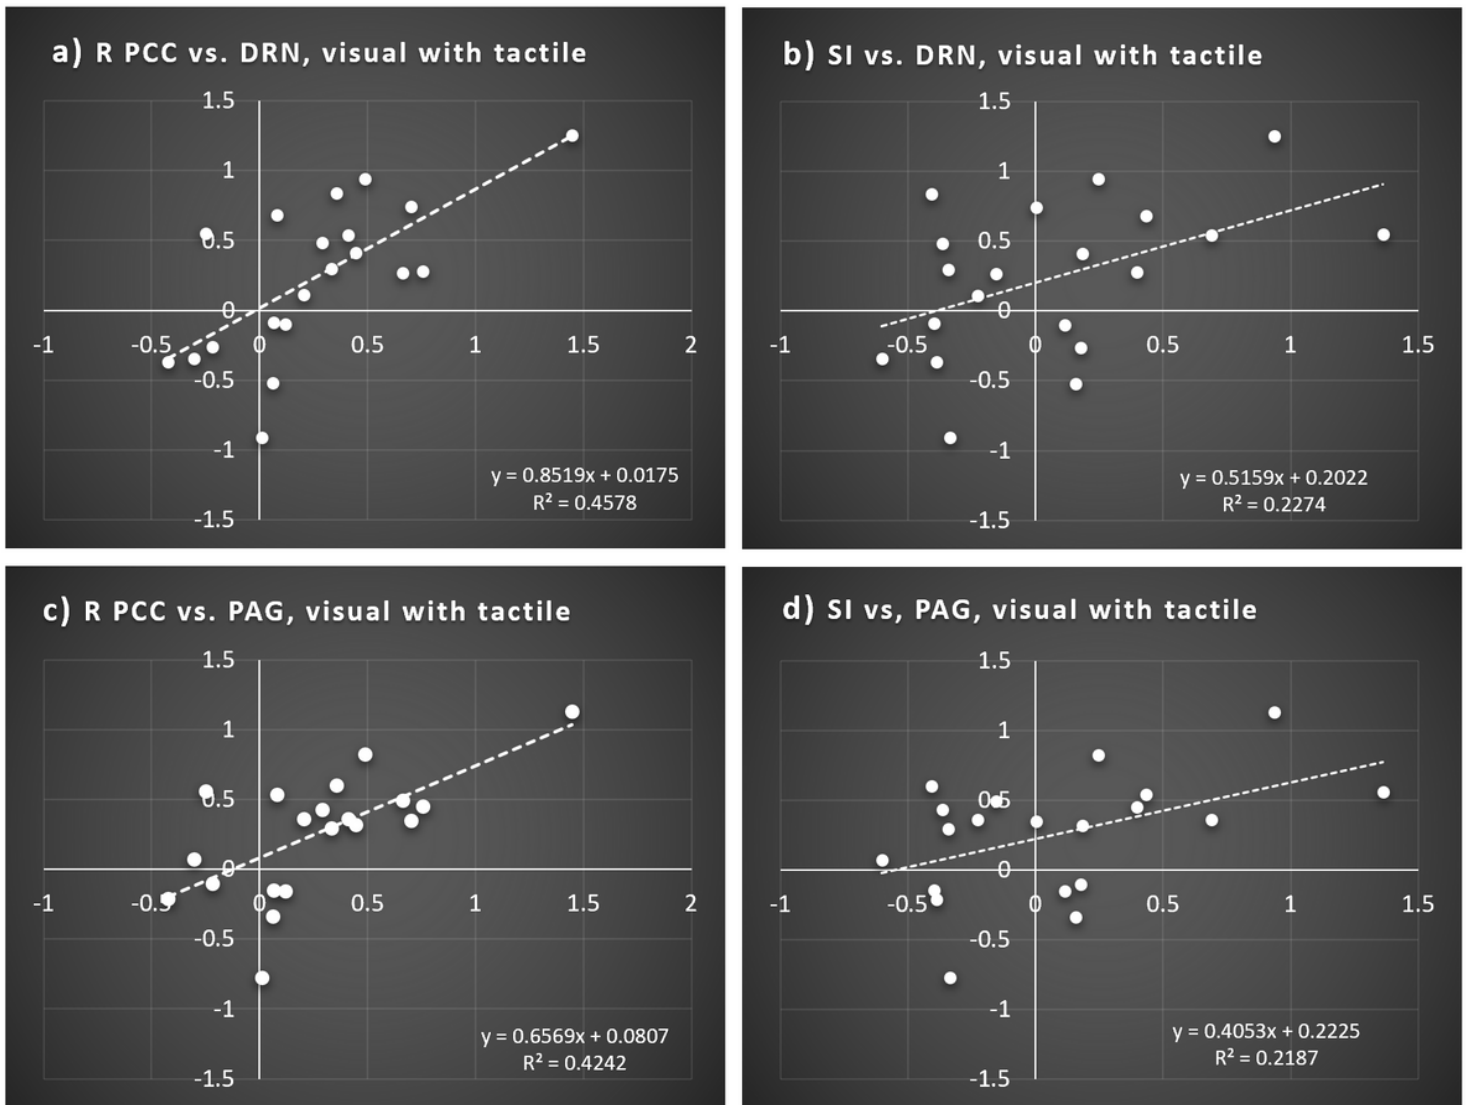 a) R PCC vs. DRN, visual with tactile
1.5
1
0.5
0
-1 -0.5 0 0.5 1 1.5 2
-0.5
-1
y = 0.8519x + 0.0175
R² = 0.4578
-1.5
b) SI vs. DRN, visual with tactile
1.5
1
0.5
0
-1 -0.5 0 0.5 1 1.5
-0.5
-1
y = 0.5159x + 0.2022
R² = 0.2274
-1.5
c) R PCC vs. PAG, visual with tactile
1.5
1
0.5
0
-1 -0.5 0 0.5 1 1.5 2
-0.5
-1
y = 0.6569x + 0.0807
R² = 0.4242
-1.5
d) SI vs, PAG, visual with tactile
1.5
1
0.5
0
-1 -0.5 0 0.5 1 1.5
-0.5
-1
y = 0.4053x + 0.2225
R² = 0.2187
-1.5